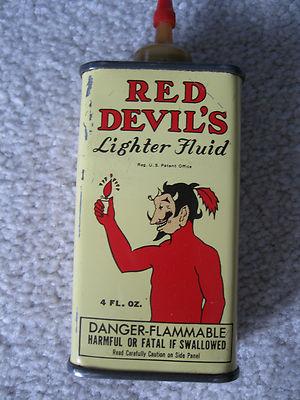 RED
DEVIL'S
Lighter Fluid
Reg. U.S. Patent Office
4 FL. OZ.
DANGER-FLAMMABLE
HARMFUL OR FATAL IF SWALLOWED
Read Carefully Caution on Side Panel